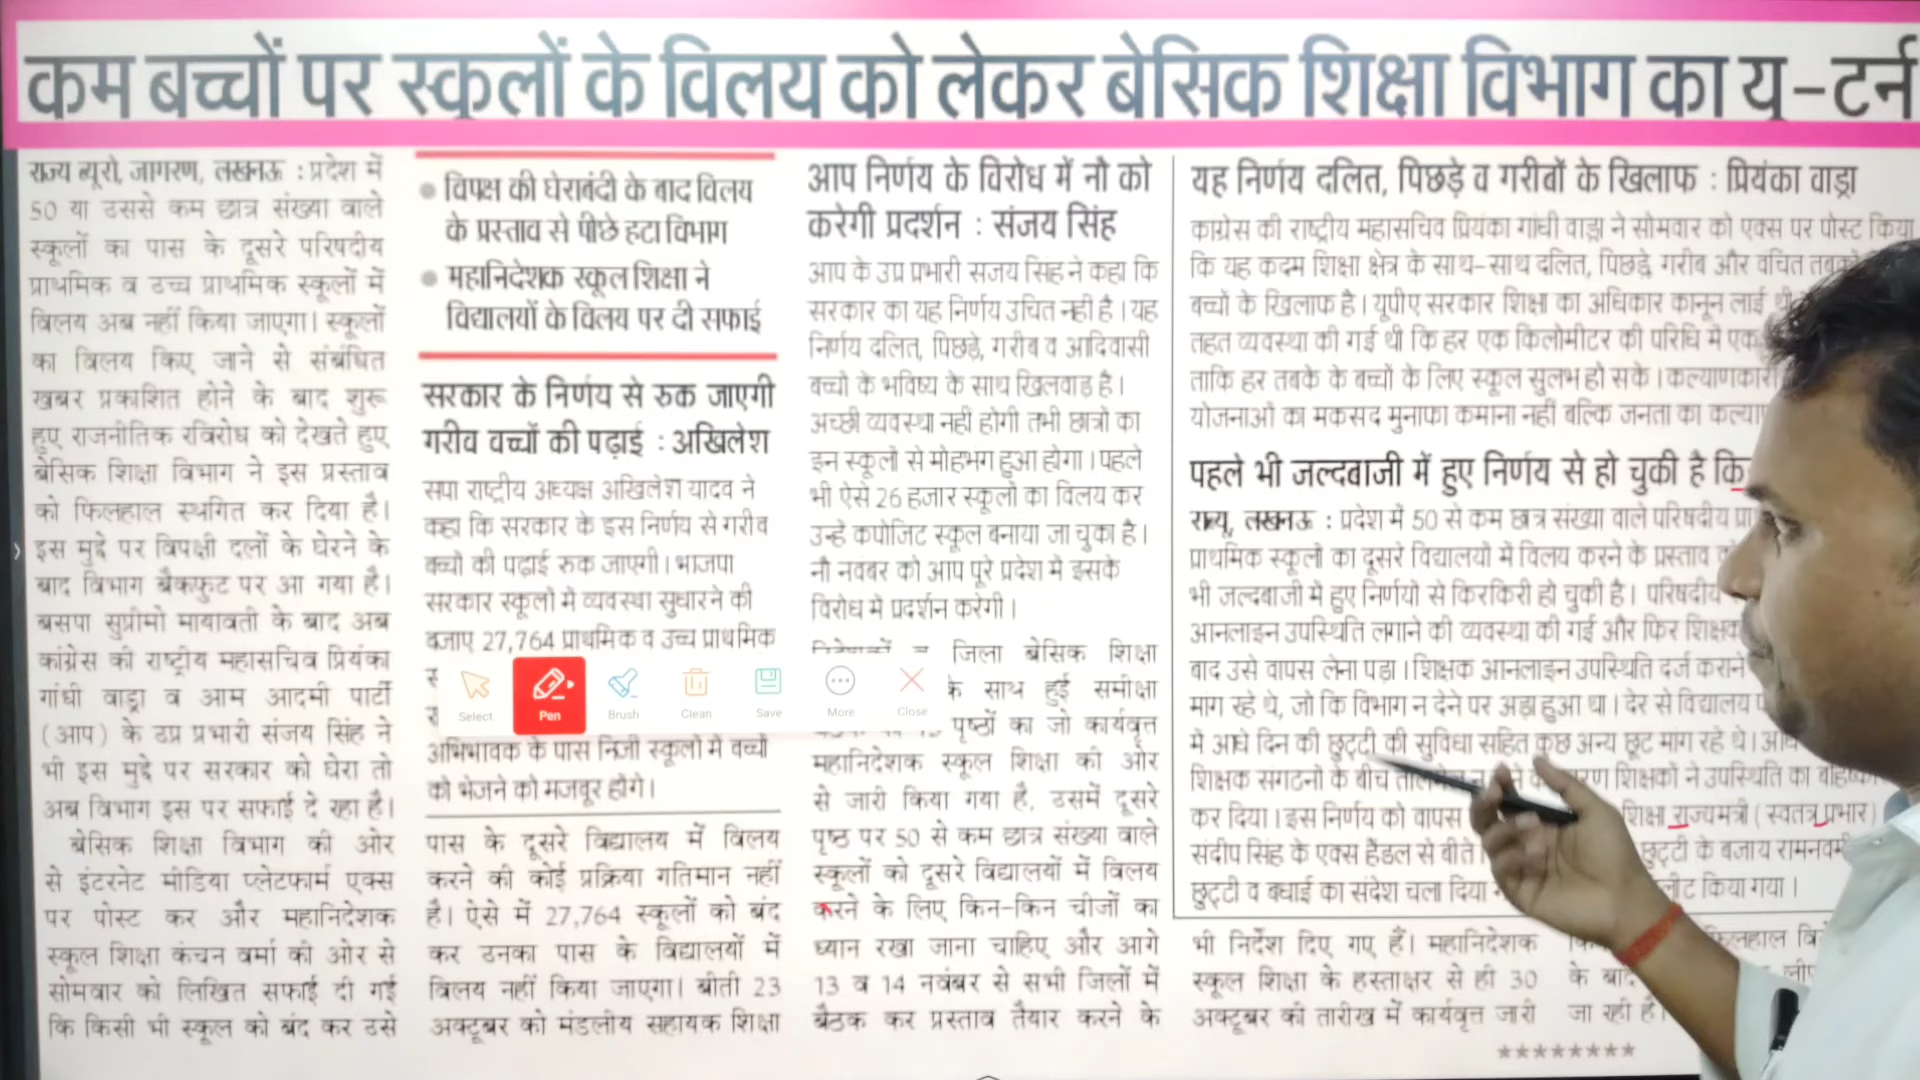 कम बच्चों पर स्कूलों के विलय को लेकर बेसिक शिक्षा विभाग का यू-टर्न
राज्य ब्यूरो, जागरण, लखनऊ : प्रदेश में
50 या उससे कम छात्र संख्या वाले
स्कूलों का पास के दूसरे परिषदीय
प्राथमिक व उच्च प्राथमिक स्कूलों में
विलय अब नहीं किया जाएगा। स्कूलों
का विलय किए जाने से संबंधित
खबर प्रकाशित होने के बाद शुरू
हुए राजनीतिक रविरोध को देखते हुए
बेसिक शिक्षा विभाग ने इस प्रस्ताव
को फिलहाल स्थगित कर दिया है।
इस मुद्दे पर विपक्षी दलों के घेरने के
बाद विभाग बैकफुट पर आ गया है।
बसपा सुप्रीमो मायावती के बाद अब
कांग्रेस की राष्ट्रीय महासचिव प्रियंका
गांधी वाड्रा व आम आदमी पार्टी
(आप) के उप्र प्रभारी संजय सिंह ने
भी इस मुद्दे पर सरकार को घेरा तो
अब विभाग इस पर सफाई दे रहा है।
बेसिक शिक्षा विभाग की ओर
से इंटरनेट मीडिया प्लेटफार्म एक्स
पर पोस्ट कर और महानिदेशक
स्कूल शिक्षा कंचन वर्मा की ओर से
सोमवार को लिखित सफाई दी गई
कि किसी भी स्कूल को बंद कर उसे
● विपक्ष की घेराबंदी के बाद विलय
के प्रस्ताव से पीछे हटा विभाग
● महानिदेशक स्कूल शिक्षा ने
विद्यालयों के विलय पर दी सफाई
सरकार के निर्णय से रुक जाएगी
गरीब बच्चों की पढ़ाई : अखिलेश
सपा राष्ट्रीय अध्यक्ष अखिलेश यादव ने
कहा कि सरकार के इस निर्णय से गरीब
बच्चों की पढ़ाई रुक जाएगी। भाजपा
सरकार स्कूलों में व्यवस्था सुधारने की
बजाए 27,764 प्राथमिक व उच्च प्राथमिक
Select
Pen
Brush
Clean
Save
More
Close
अभिभावक के पास निजी स्कूलों में बच्चों
को भेजने को मजबूर होंगे।
पास के दूसरे विद्यालय में विलय
करने की कोई प्रक्रिया गतिमान नहीं
है। ऐसे में 27,764 स्कूलों को बंद
कर उनका पास के विद्यालयों में
विलय नहीं किया जाएगा। बीती 23
अक्टूबर को मंडलीय सहायक शिक्षा
आप निर्णय के विरोध में नौ को
करेगी प्रदर्शन : संजय सिंह
आप के उप्र प्रभारी संजय सिंह ने कहा कि
सरकार का यह निर्णय उचित नहीं है। यह
निर्णय दलित, पिछड़े, गरीब व आदिवासी
बच्चों के भविष्य के साथ खिलवाड़ है।
अच्छी व्यवस्था नहीं होगी तभी छात्रों का
इन स्कूलों से मोहभंग हुआ होगा। पहले
भी ऐसे 26 हजार स्कूलों का विलय कर
उन्हें कंपोजिट स्कूल बनाया जा चुका है।
नौ नवंबर को आप पूरे प्रदेश में इसके
विरोध में प्रदर्शन करेगी।
जिला बेसिक शिक्षा
के साथ हुई समीक्षा
पृष्ठों का जो कार्यवृत्त
महानिदेशक स्कूल शिक्षा की ओर
से जारी किया गया है, उसमें दूसरे
पृष्ठ पर 50 से कम छात्र संख्या वाले
स्कूलों को दूसरे विद्यालयों में विलय
करने के लिए किन-किन चीजों का
ध्यान रखा जाना चाहिए और आगे
13 व 14 नवंबर से सभी जिलों में
बैठक कर प्रस्ताव तैयार करने के
यह निर्णय दलित, पिछड़े व गरीबों के खिलाफ : प्रियंका वाड्रा
कांग्रेस की राष्ट्रीय महासचिव प्रियंका गांधी वाड्रा ने सोमवार को एक्स पर पोस्ट किया
कि यह कदम शिक्षा क्षेत्र के साथ-साथ दलित, पिछड़े, गरीब और वंचित
बच्चों के खिलाफ है। यूपीए सरकार शिक्षा का अधिकार कानून लाई
तहत व्यवस्था की गई थी कि हर एक किलोमीटर की परिधि में एक
ताकि हर तबके के बच्चों के लिए स्कूल सुलभ हो सके। कल्याणकारी
योजनाओं का मकसद मुनाफा कमाना नहीं बल्कि जनता का
पहले भी जल्दबाजी में हुए निर्णय से हो चुकी है
राब्यू, लखनऊ : प्रदेश में 50 से कम छात्र संख्या वाले परिषदीय
प्राथमिक स्कूलों का दूसरे विद्यालयों में विलय करने के प्रस्ताव
भी जल्दबाजी में हुए निर्णयों से किरकिरी हो चुकी है। परिषदीय
आनलाइन उपस्थिति लगाने की व्यवस्था की गई और फिर
बाद उसे वापस लेना पड़ा। शिक्षक आनलाइन उपस्थिति दर्ज कराने
मांग रहे थे, जो कि विभाग न देने पर अड़ा हुआ था। देर से विद्यालय
में आधे दिन की छुट्टी की सुविधा सहित कुछ अन्य छूट मांग रहे थे।
शिक्षक संगठनों के बीच शिक्षकों ने उपस्थिति का
कर दिया। इस निर्णय को वापस शिक्षा राज्यमंत्री (स्वतंत्र प्रभार)
संदीप सिंह के एक्स हैंडल से बीते छुट्टी के बजाय
छुट्टी व बधाई का संदेश चला दिया किया गया।
भी निर्देश दिए गए हैं। महानिदेशक
स्कूल शिक्षा के हस्ताक्षर से ही 30
अक्टूबर की तारीख में कार्यवृत्त जारी
फिलहाल
के बाद
जा रही है।
********